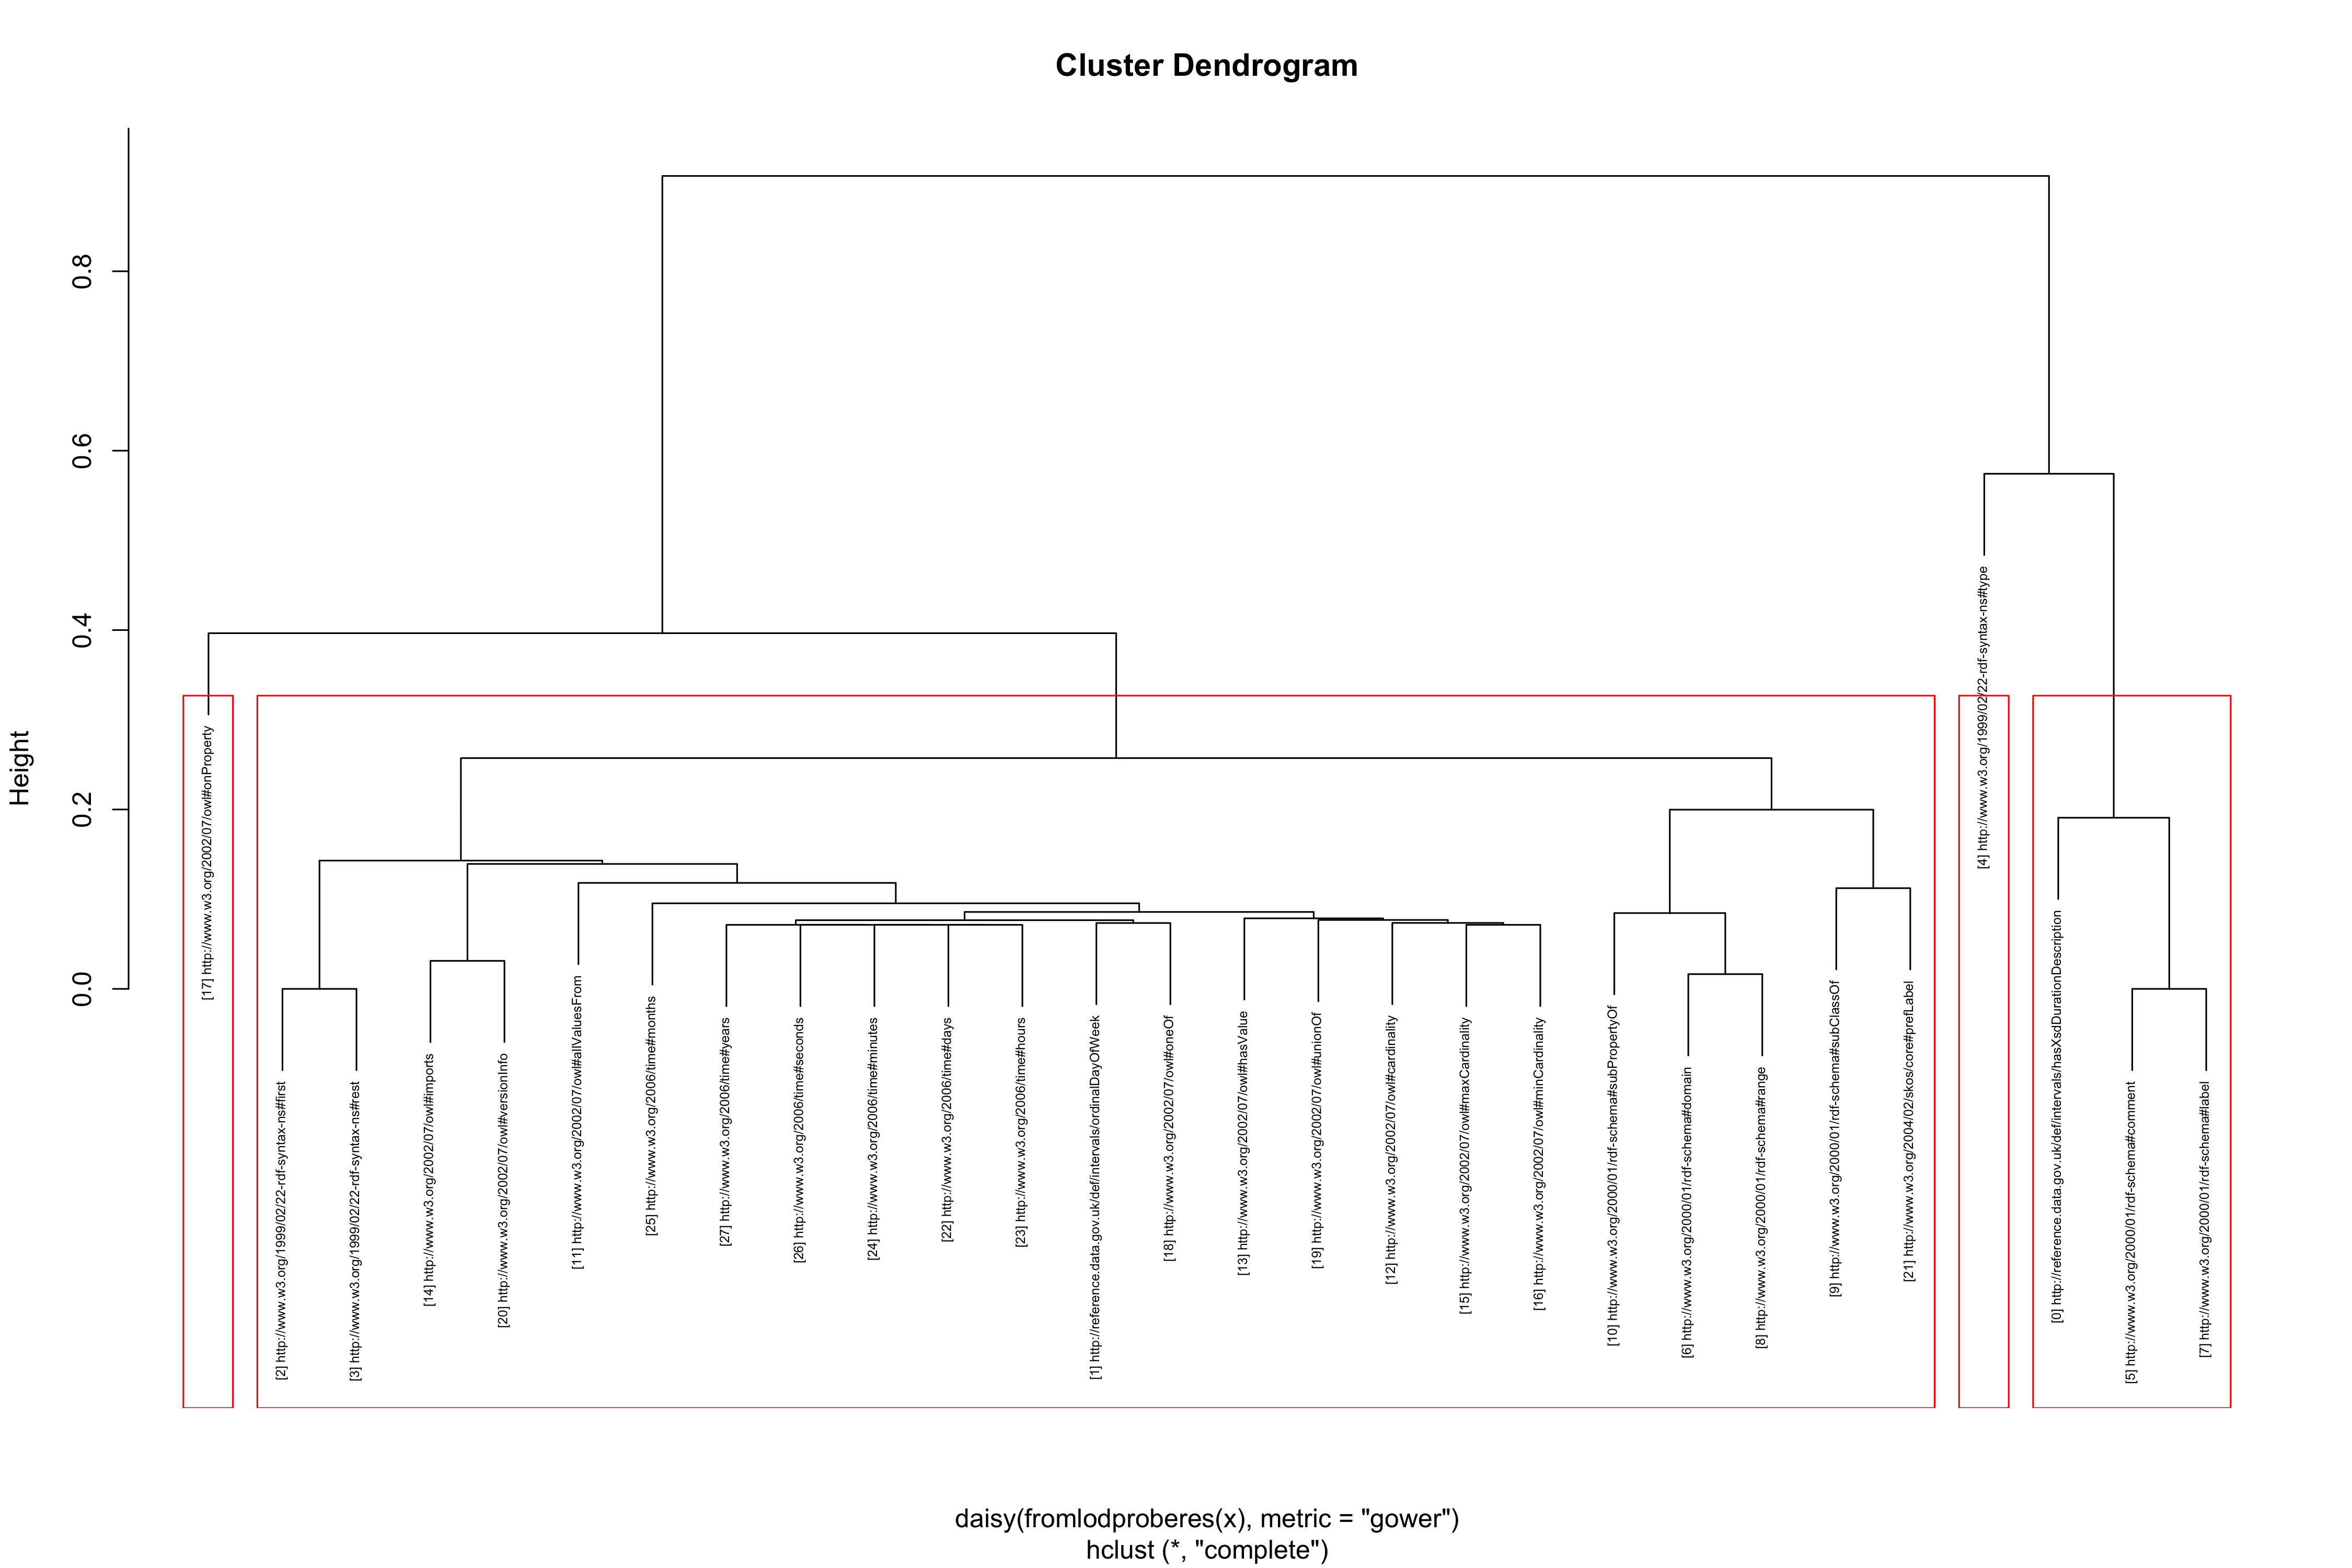 Cluster Dendrogram
Height
0.0
0.2
0.4
0.6
0.8
[17] http://www.w3.org/2002/07/owl#onProperty
[2] http://www.w3.org/1999/02/22-rdf-syntax-ns#first
[3] http://www.w3.org/1999/02/22-rdf-syntax-ns#rest
[14] http://www.w3.org/2002/07/owl#imports
[20] http://www.w3.org/2002/07/owl#versionInfo
[11] http://www.w3.org/2002/07/owl#allValuesFrom
[25] http://www.w3.org/2006/time#months
[27] http://www.w3.org/2006/time#years
[26] http://www.w3.org/2006/time#seconds
[24] http://www.w3.org/2006/time#minutes
[22] http://www.w3.org/2006/time#days
[23] http://www.w3.org/2006/time#hours
[1] http://reference.data.gov.uk/def/intervals/ordinalDayOfWeek
[18] http://www.w3.org/2002/07/owl#oneOf
[13] http://www.w3.org/2002/07/owl#hasValue
[19] http://www.w3.org/2002/07/owl#unionOf
[12] http://www.w3.org/2002/07/owl#cardinality
[15] http://www.w3.org/2002/07/owl#maxCardinality
[16] http://www.w3.org/2002/07/owl#minCardinality
[10] http://www.w3.org/2000/01/rdf-schema#subPropertyOf
[6] http://www.w3.org/2000/01/rdf-schema#domain
[8] http://www.w3.org/2000/01/rdf-schema#range
[9] http://www.w3.org/2000/01/rdf-schema#subClassOf
[21] http://www.w3.org/2004/02/skos/core#prefLabel
[4] http://www.w3.org/1999/02/22-rdf-syntax-ns#type
[0] http://reference.data.gov.uk/def/intervals/hasXsdDurationDescription
[5] http://www.w3.org/2000/01/rdf-schema#comment
[7] http://www.w3.org/2000/01/rdf-schema#label
daisy(fromlodproberes(x), metric = "gower")
hclust (*, "complete")